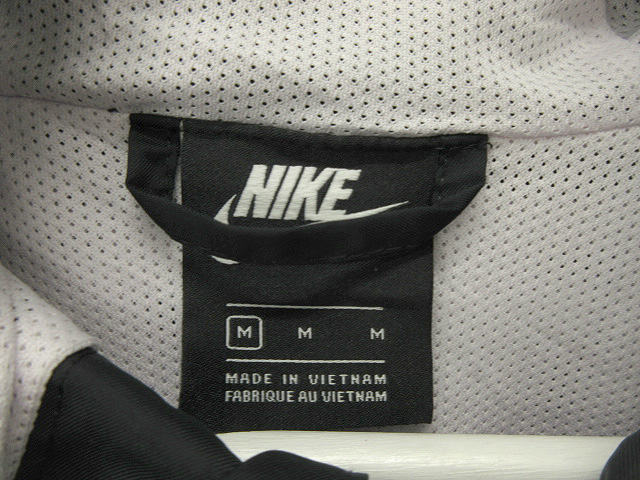 NIKE
M M M
MADE IN VIETNAM
FABRIQUE AU VIETNAM